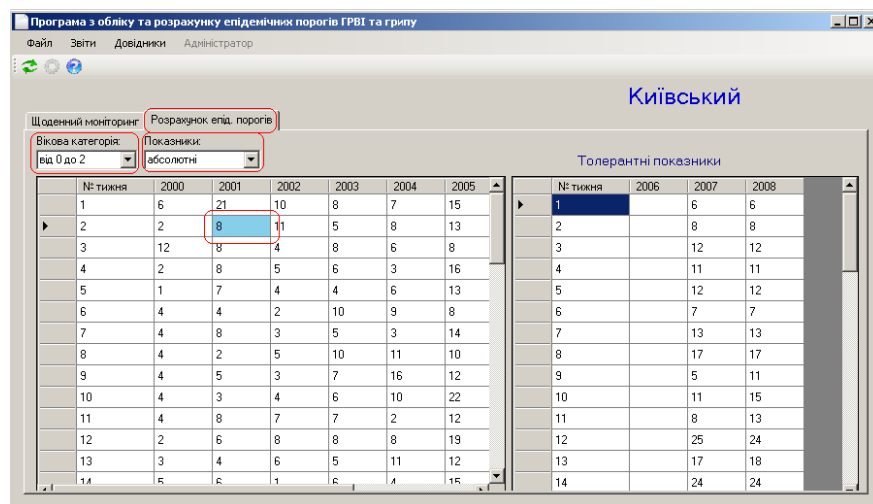 Програма з обліку та розрахунку епідемічних порогів ГРВІ та грипу
Файл Звіти Довідники Адміністратор
Київський
Щоденний моніторинг Розрахунок епід. порогів
Вікова категорія: Показники:
від 0 до 2 абсолютні
Толерантні показники
№ тижня 2000 2001 2002 2003 2004 2005 № тижня 2006 2007 2008
1 6 21 10 8 7 15 1 6 6
2 2 8 11 5 8 13 2 8 8
3 12 8 4 8 6 8 3 12 12
4 2 8 5 6 3 16 4 11 11
5 1 7 4 4 6 13 5 12 12
6 4 4 2 10 9 8 6 7 7
7 4 8 3 5 3 14 7 13 13
8 4 2 5 10 11 10 8 17 17
9 4 5 3 7 16 12 9 5 11
10 4 3 4 6 10 22 10 11 15
11 4 8 7 7 2 12 11 8 13
12 2 6 8 8 8 19 12 25 24
13 3 4 6 5 11 12 13 17 18
14 5 6 1 6 4 15 14 24 24